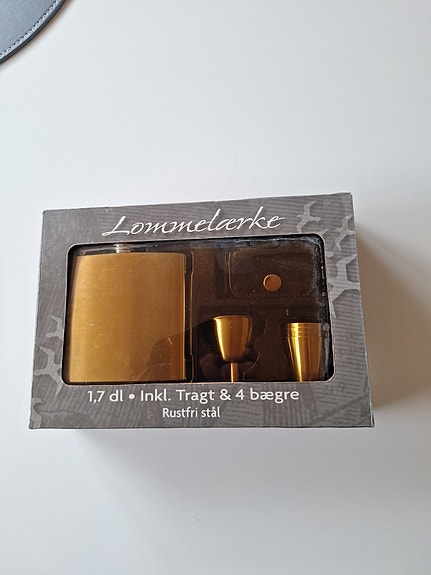 Lommelærke
1,7 dl • Inkl. Tragt & 4 bægre
Rustfri stål